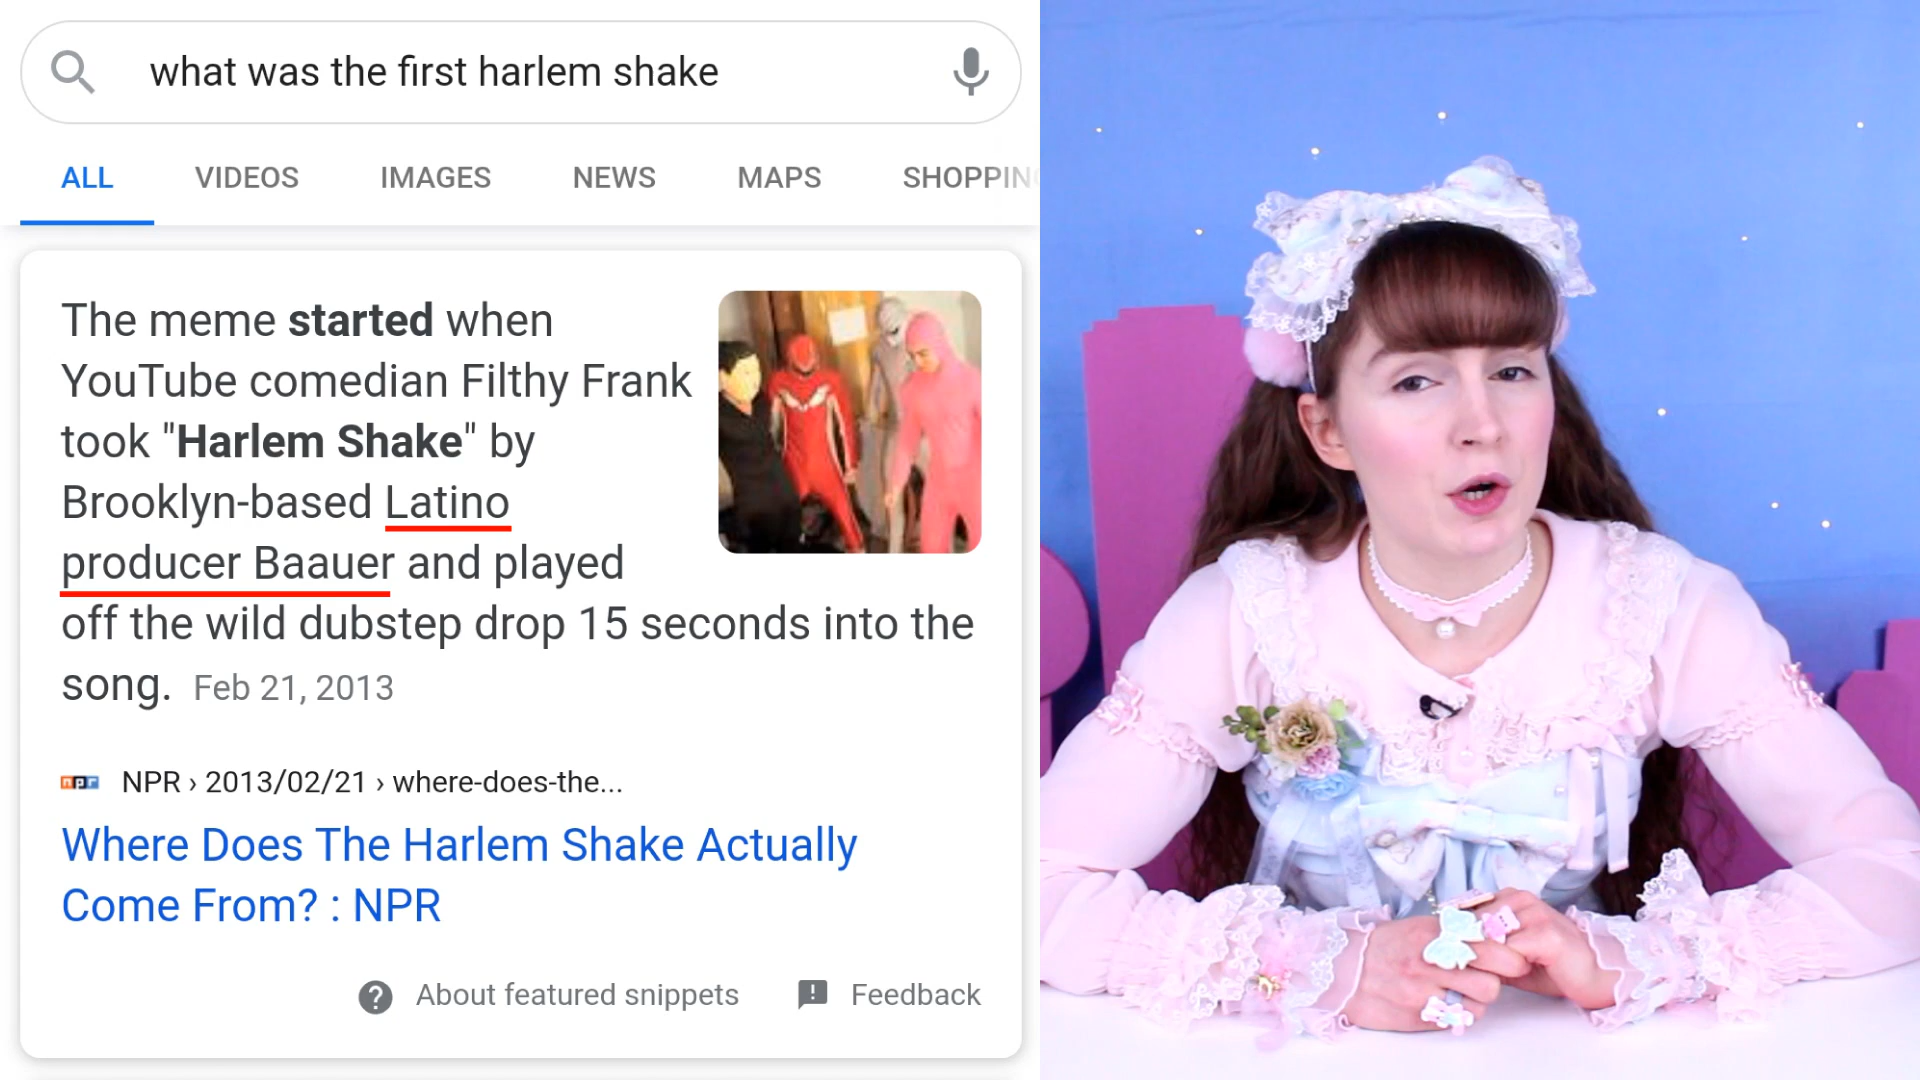 what was the first harlem shake
ALL VIDEOS IMAGES NEWS MAPS SHOPPING
The meme started when
YouTube comedian Filthy Frank
took "Harlem Shake" by
Brooklyn-based Latino
producer Baauer and played
off the wild dubstep drop 15 seconds into the
song. Feb 21, 2013
npr NPR › 2013/02/21 › where-does-the...
Where Does The Harlem Shake Actually
Come From? : NPR
About featured snippets Feedback